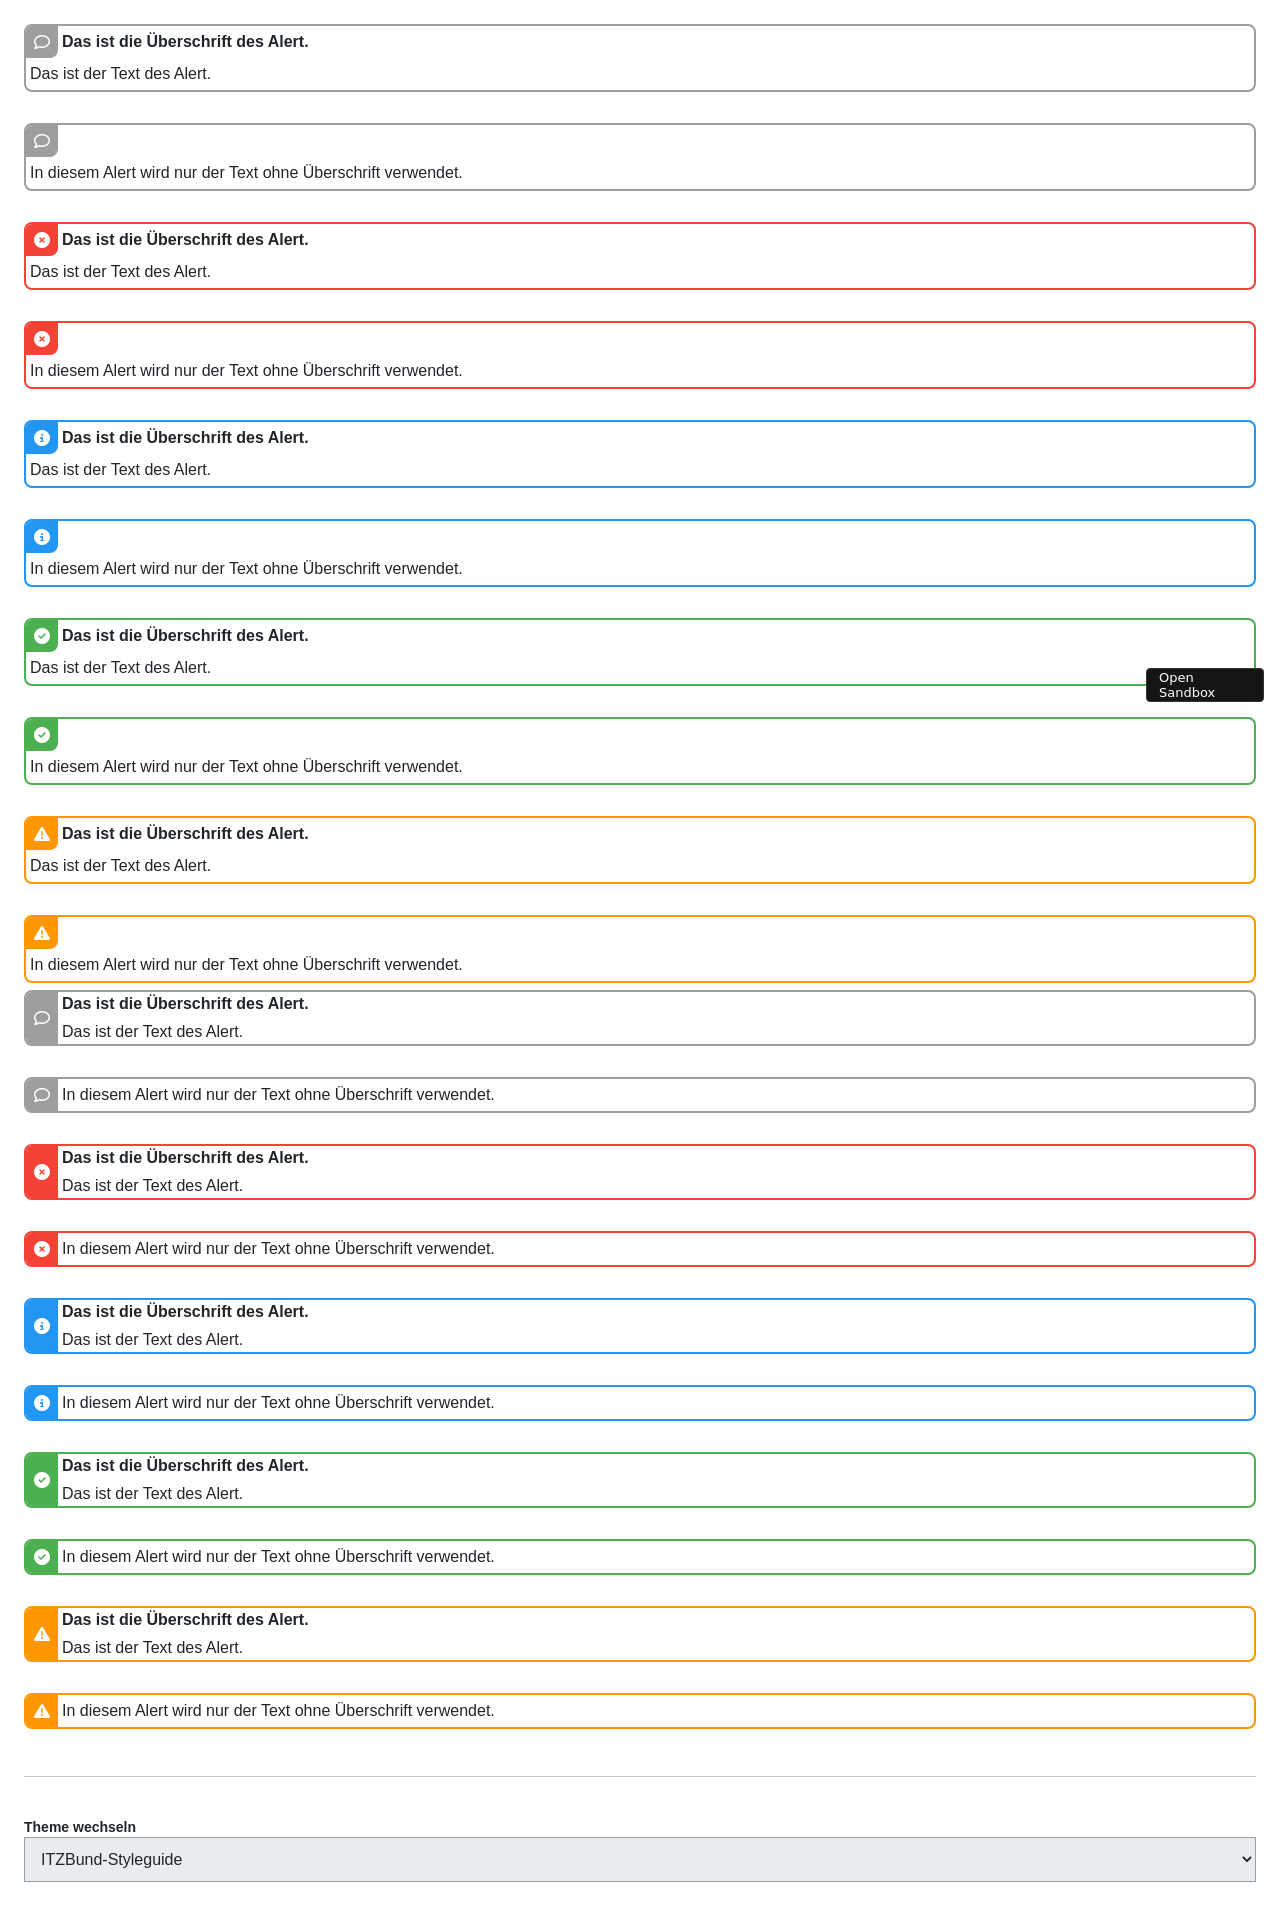 Das ist die Überschrift des Alert.
Das ist der Text des Alert.
In diesem Alert wird nur der Text ohne Überschrift verwendet.
Das ist die Überschrift des Alert.
Das ist der Text des Alert.
In diesem Alert wird nur der Text ohne Überschrift verwendet.
Das ist die Überschrift des Alert.
Das ist der Text des Alert.
In diesem Alert wird nur der Text ohne Überschrift verwendet.
Das ist die Überschrift des Alert.
Das ist der Text des Alert.
Open
Sandbox
In diesem Alert wird nur der Text ohne Überschrift verwendet.
Das ist die Überschrift des Alert.
Das ist der Text des Alert.
In diesem Alert wird nur der Text ohne Überschrift verwendet.
Das ist die Überschrift des Alert.
Das ist der Text des Alert.
In diesem Alert wird nur der Text ohne Überschrift verwendet.
Das ist die Überschrift des Alert.
Das ist der Text des Alert.
In diesem Alert wird nur der Text ohne Überschrift verwendet.
Das ist die Überschrift des Alert.
Das ist der Text des Alert.
In diesem Alert wird nur der Text ohne Überschrift verwendet.
Das ist die Überschrift des Alert.
Das ist der Text des Alert.
In diesem Alert wird nur der Text ohne Überschrift verwendet.
Das ist die Überschrift des Alert.
Das ist der Text des Alert.
In diesem Alert wird nur der Text ohne Überschrift verwendet.
Theme wechseln
ITZBund-Styleguide